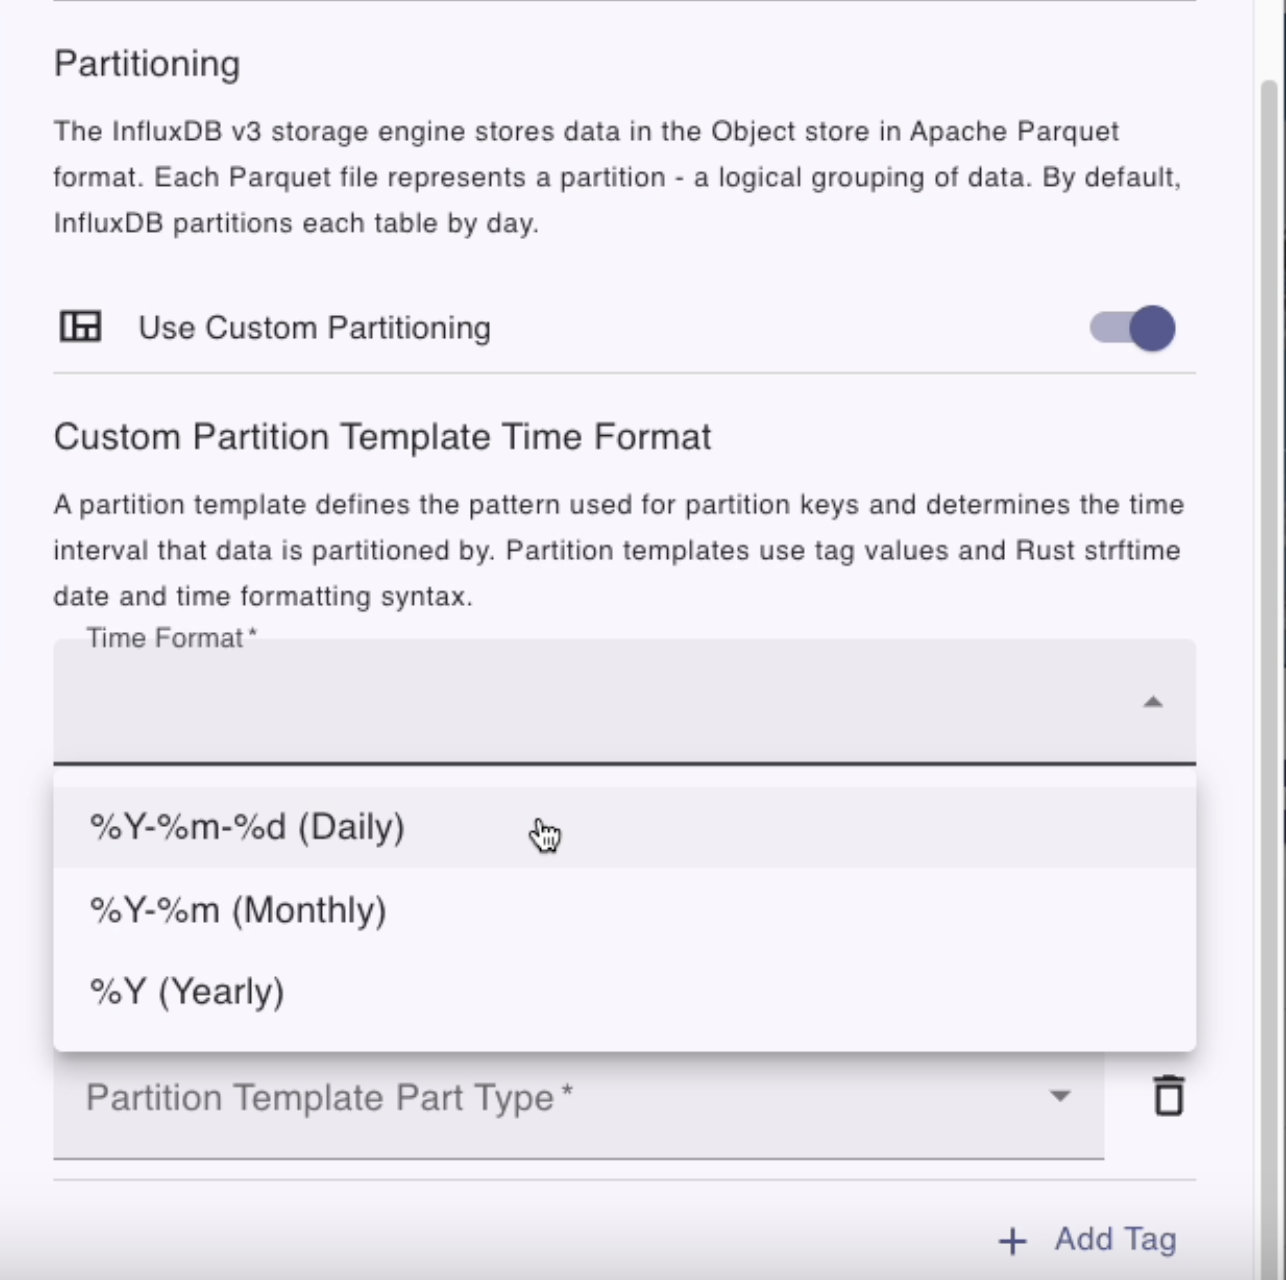 Partitioning
The InfluxDB v3 storage engine stores data in the Object store in Apache Parquet
format. Each Parquet file represents a partition - a logical grouping of data. By default,
InfluxDB partitions each table by day.
Use Custom Partitioning
Custom Partition Template Time Format
A partition template defines the pattern used for partition keys and determines the time
interval that data is partitioned by. Partition templates use tag values and Rust strftime
date and time formatting syntax.
Time Format *
%Y-%m-%d (Daily)
%Y-%m (Monthly)
%Y (Yearly)
Partition Template Part Type *
+ Add Tag